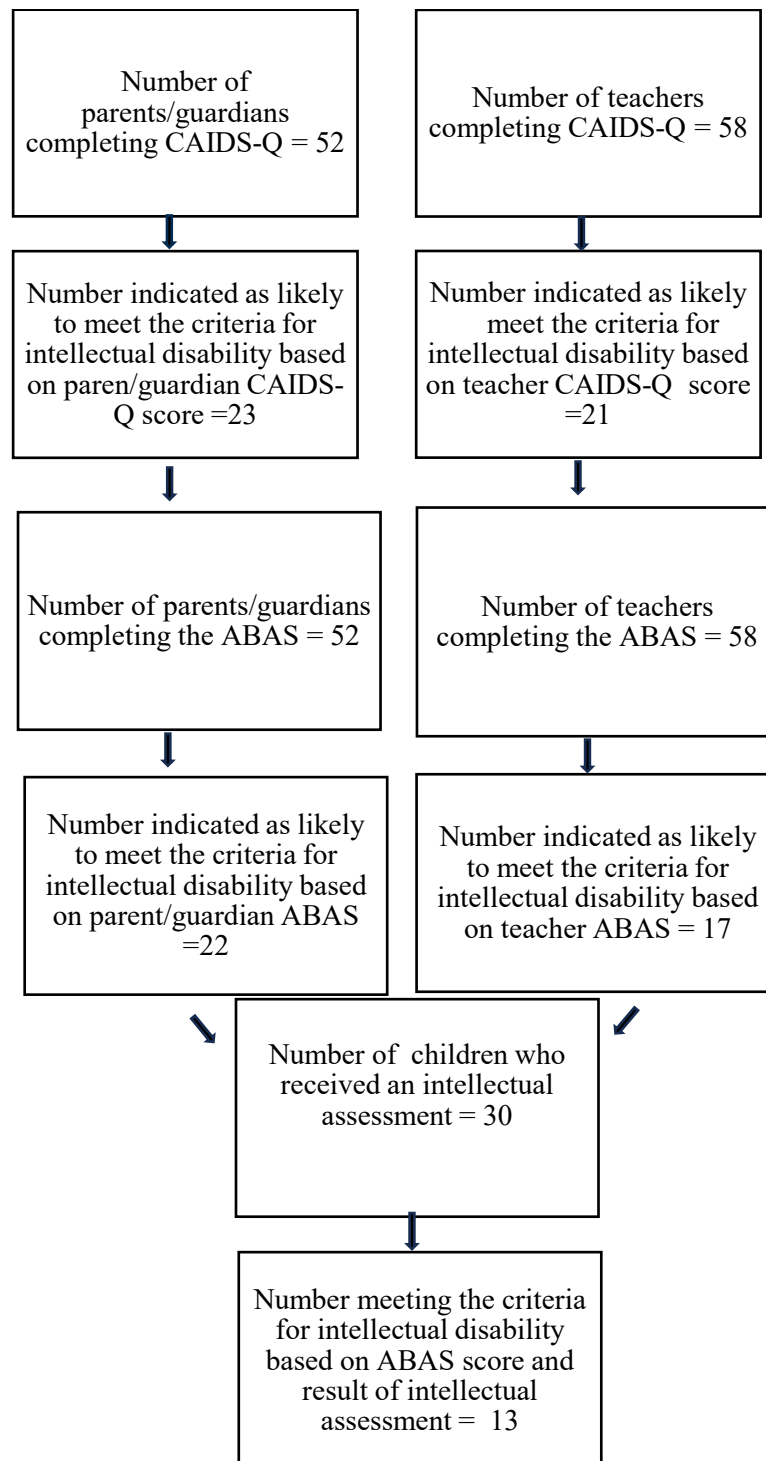 Number of
parents/guardians
completing CAIDS-Q = 52
Number of teachers
completing CAIDS-Q = 58
Number indicated as likely
to meet the criteria for
intellectual disability based
on paren/guardian CAIDS-
Q score =23
Number indicated as likely
meet the criteria for
intellectual disability based
on teacher CAIDS-Q score
=21
Number of parents/guardians
completing the ABAS = 52
Number of teachers
completing the ABAS = 58
Number indicated as likely
to meet the criteria for
intellectual disability based
on parent/guardian ABAS
=22
Number indicated as likely
to meet the criteria for
intellectual disability based
on teacher ABAS = 17
Number of children who
received an intellectual
assessment = 30
Number meeting the criteria
for intellectual disability
based on ABAS score and
result of intellectual
assessment = 13